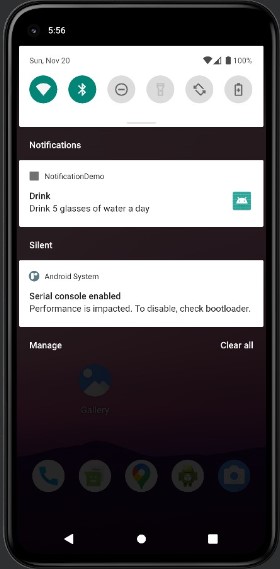 5:56
Sun, Nov 20
100%
Notifications
NotificationDemo
Drink
Drink 5 glasses of water a day
Silent
Android System
Serial console enabled
Performance is impacted. To disable, check bootloader.
Manage
Clear all
Gallery